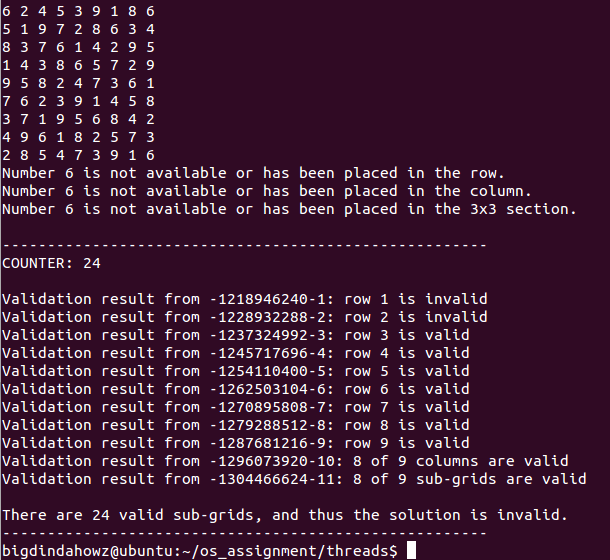 6 2 4 5 3 9 1 8 6
5 1 9 7 2 8 6 3 4
8 3 7 6 1 4 2 9 5
1 4 3 8 6 5 7 2 9
9 5 8 2 4 7 3 6 1
7 6 2 3 9 1 4 5 8
3 7 1 9 5 6 8 4 2
4 9 6 1 8 2 5 7 3
2 8 5 4 7 3 9 1 6
Number 6 is not available or has been placed in the row.
Number 6 is not available or has been placed in the column.
Number 6 is not available or has been placed in the 3x3 section.
------------------------------------------------------
COUNTER: 24
Validation result from -1218946240-1: row 1 is invalid
Validation result from -1228932288-2: row 2 is invalid
Validation result from -1237324992-3: row 3 is valid
Validation result from -1245717696-4: row 4 is valid
Validation result from -1254110400-5: row 5 is valid
Validation result from -1262503104-6: row 6 is valid
Validation result from -1270895808-7: row 7 is valid
Validation result from -1279288512-8: row 8 is valid
Validation result from -1287681216-9: row 9 is valid
Validation result from -1296073920-10: 8 of 9 columns are valid
Validation result from -1304466624-11: 8 of 9 sub-grids are valid
There are 24 valid sub-grids, and thus the solution is invalid.
------------------------------------------------------
bigdindahowz@ubuntu:~/os_assignment/threads$